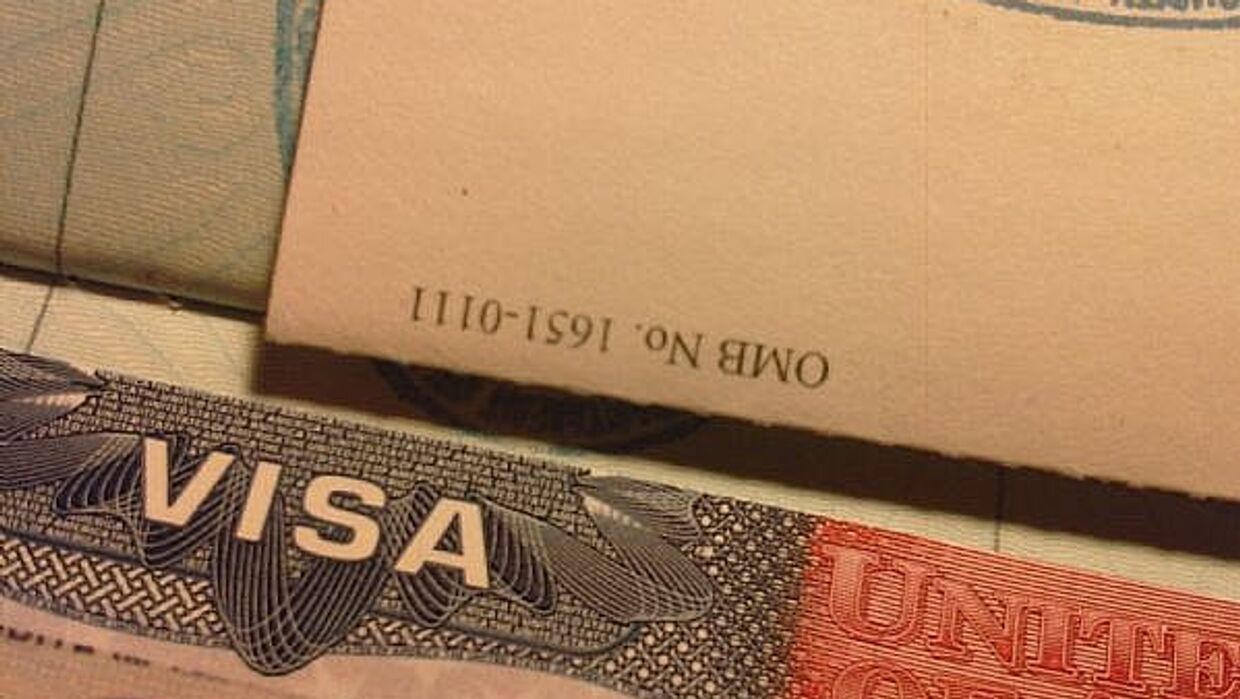 OMB No. 1651-0111
VISA
UNITE